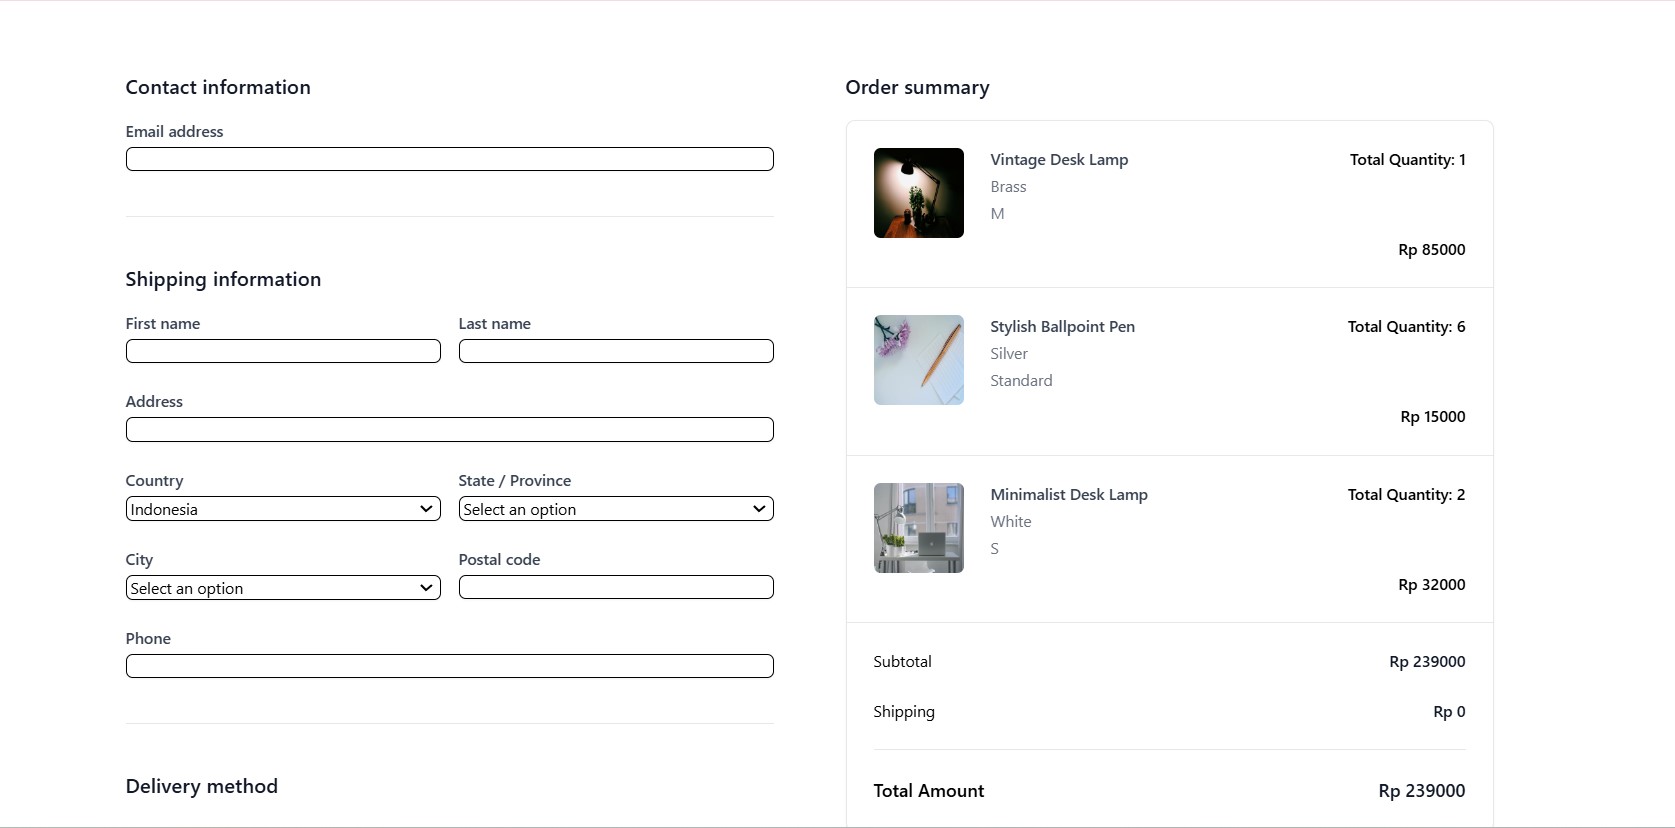 Contact information
Email address
Shipping information
First name
Last name
Address
Country
State / Province
Indonesia
Select an option
City
Postal code
Select an option
Phone
Delivery method
Order summary
Vintage Desk Lamp
Total Quantity: 1
Brass
M
Rp 85000
Stylish Ballpoint Pen
Total Quantity: 6
Silver
Standard
Rp 15000
Minimalist Desk Lamp
Total Quantity: 2
White
S
Rp 32000
Subtotal
Rp 239000
Shipping
Rp 0
Total Amount
Rp 239000